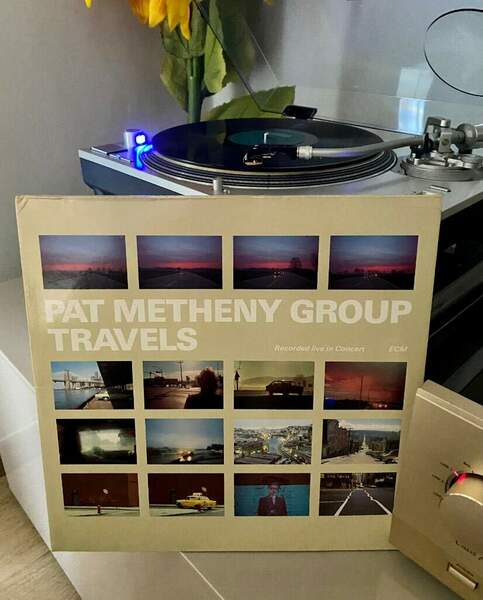 PAT METHENY GROUP
TRAVELS
Recorded live in Concert ECM